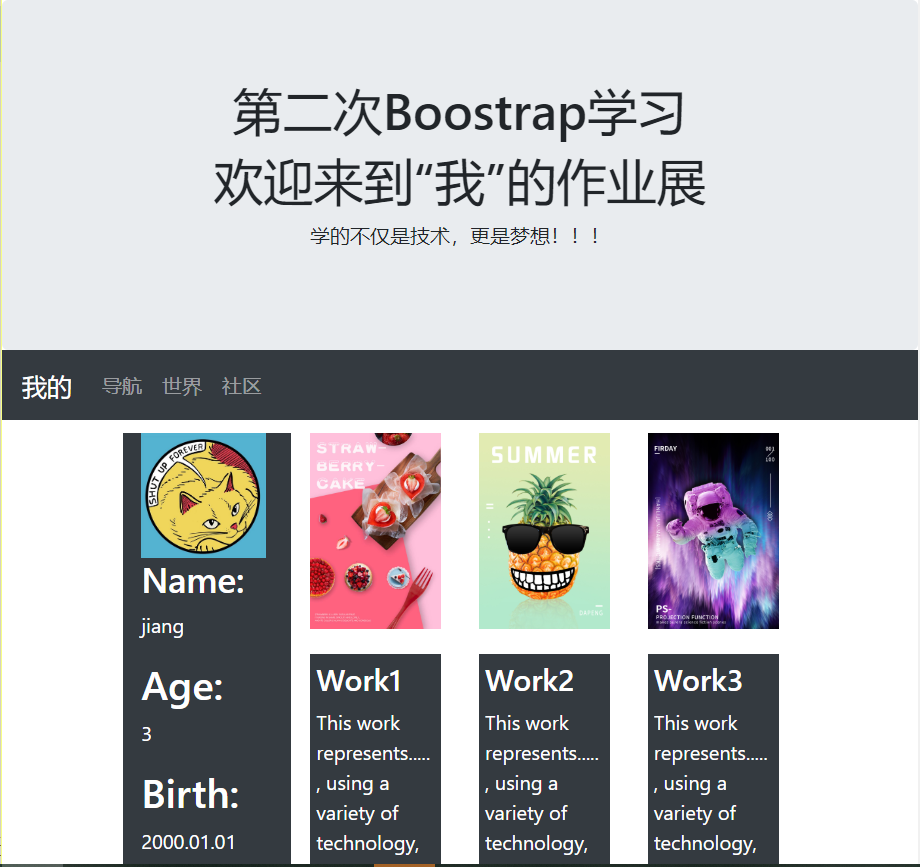 第二次Boostrap学习
欢迎来到“我”的作业展
学的不仅是技术，更是梦想！！！
我的 导航 世界 社区
SHUT UP FOREVER
Name:
jiang
Age:
3
Birth:
2000.01.01
STRAW-
BERRY-
CAKE
Work1
This work
represents.....
, using a
variety of
technology,
SUMMER
DAFENG
Work2
This work
represents.....
, using a
variety of
technology,
FIRDAY
001
/
100
PS-
PROJECTION FUNCTION
Work3
This work
represents.....
, using a
variety of
technology,